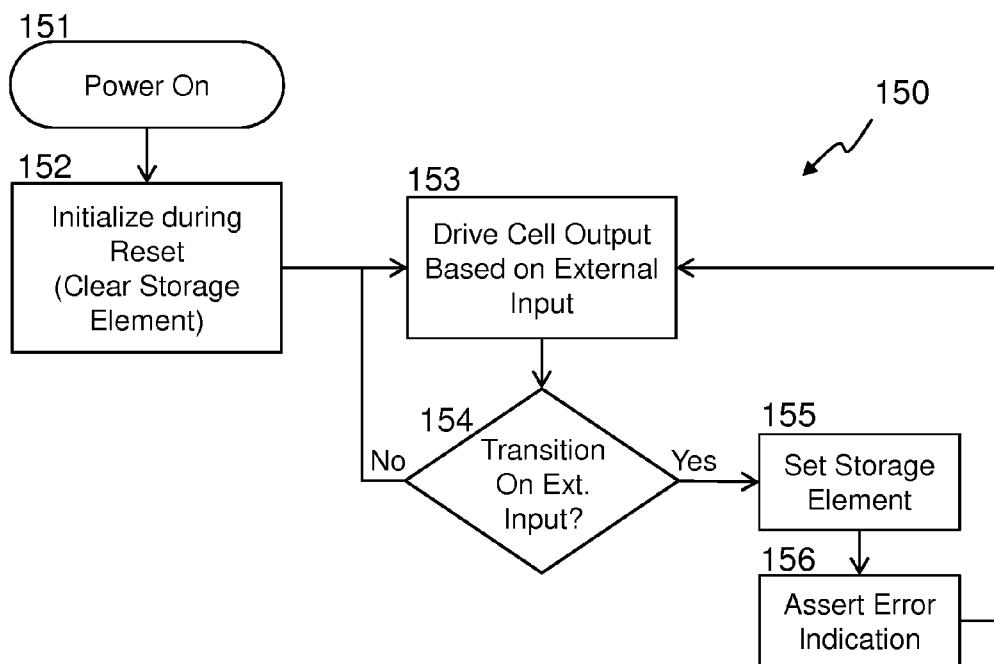 151
Power On
150
152
Initialize during
Reset
(Clear Storage
Element)
153
Drive Cell Output
Based on External
Input
154
Transition
On Ext.
Input?
No
Yes
155
Set Storage
Element
156
Assert Error
Indication